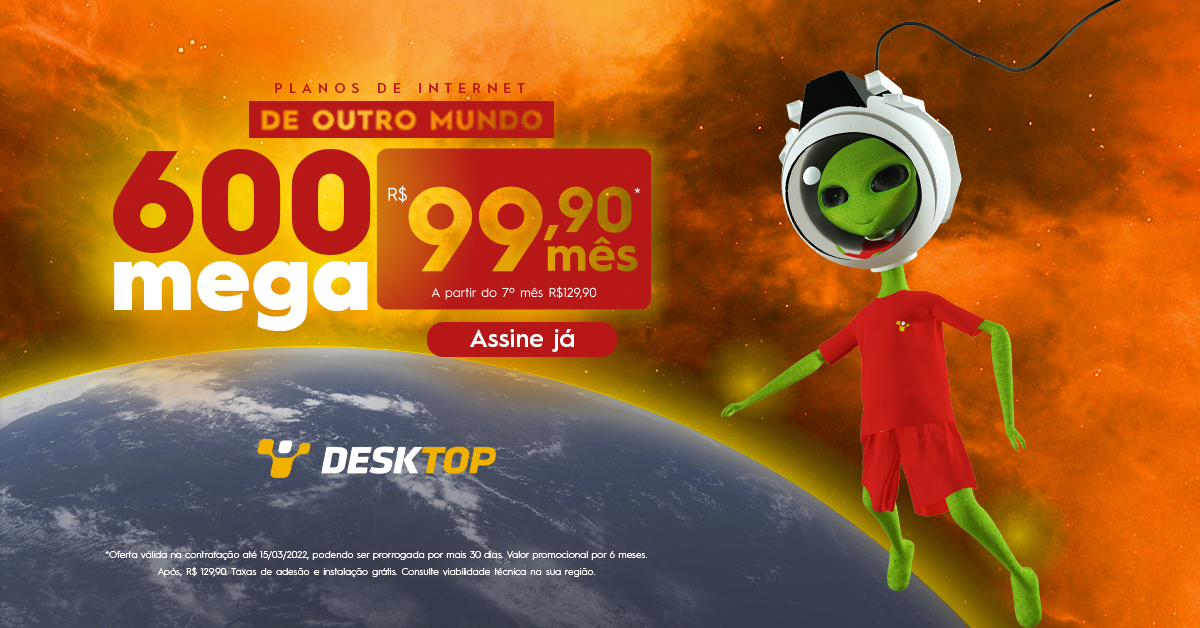 PLANOS DE INTERNET
DE OUTRO MUNDO
600
mega
R$99,90*
mês
A partir do 7º mês R$129,90
Assine já
DESKTOP
*Oferta válida na contratação até 15/03/2022, podendo ser prorrogada por mais 30 dias. Valor promocional por 6 meses.
Após, R$ 129,90. Taxas de adesão e instalação grátis. Consulte viabilidade técnica na sua região.